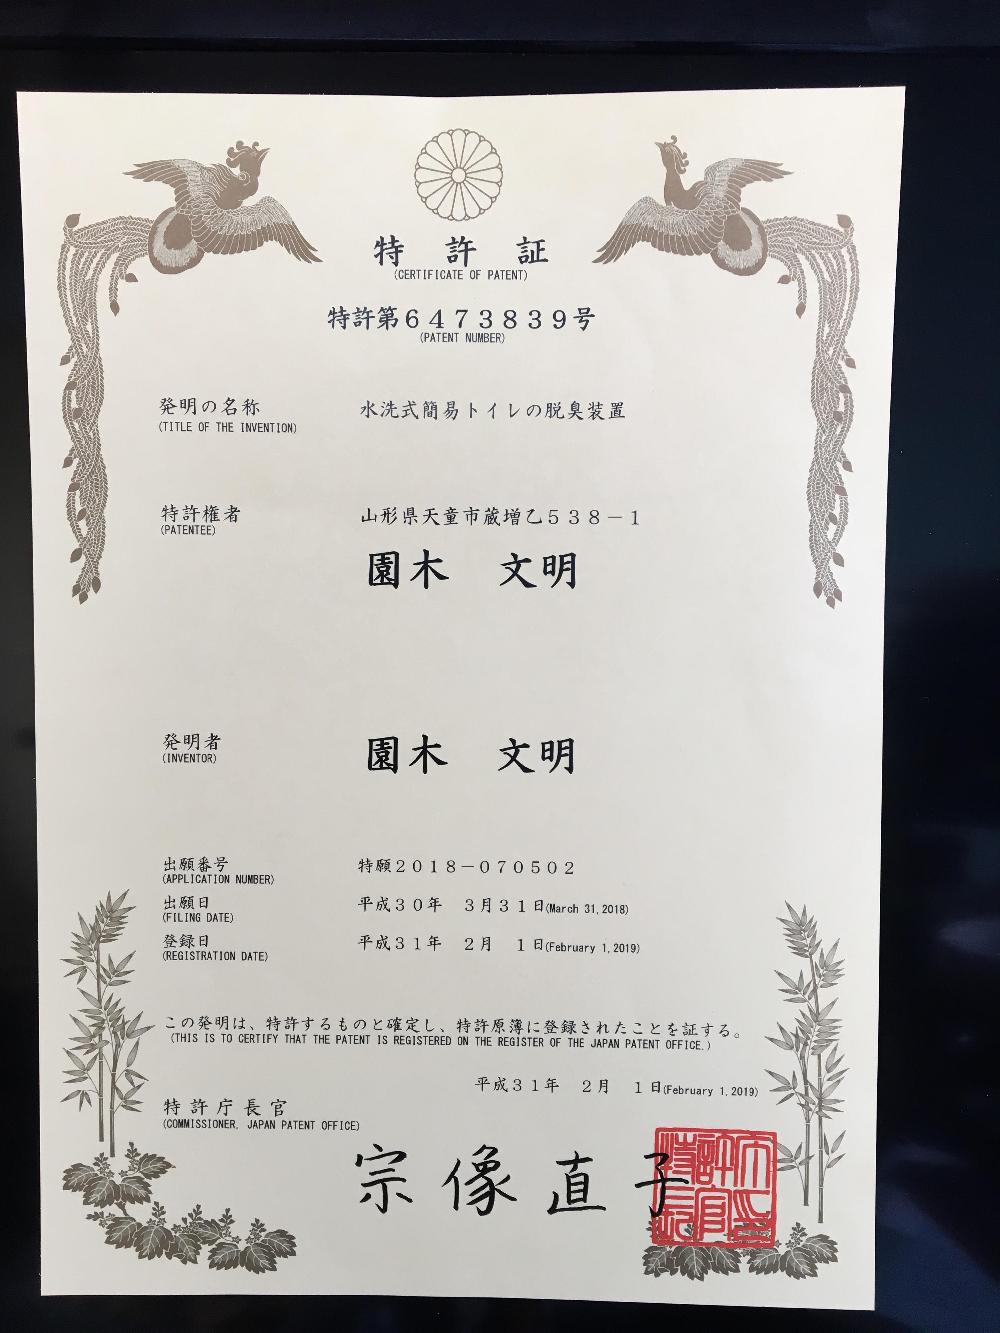 特許証
(CERTIFICATE OF PATENT)
特許第6473839号
(PATENT NUMBER)
発明の名称
(TITLE OF THE INVENTION)
水洗式簡易トイレの脱臭装置
特許権者
(PATENTEE)
山形県天童市蔵増乙538-1
園木 文明
発明者
(INVENTOR)
園木 文明
出願番号
(APPLICATION NUMBER)
特願2018-070502
出願日
(FILING DATE)
平成30年 3月31日(March 31,2018)
登録日
(REGISTRATION DATE)
平成31年 2月 1日(February 1,2019)
この発明は、特許するものと確定し、特許原簿に登録されたことを証する。
(THIS IS TO CERTIFY THAT THE PATENT IS REGISTERED ON THE REGISTER OF THE JAPAN PATENT OFFICE.)
平成31年 2月 1日(February 1,2019)
特許庁長官
(COMMISSIONER, JAPAN PATENT OFFICE)
宗像直子